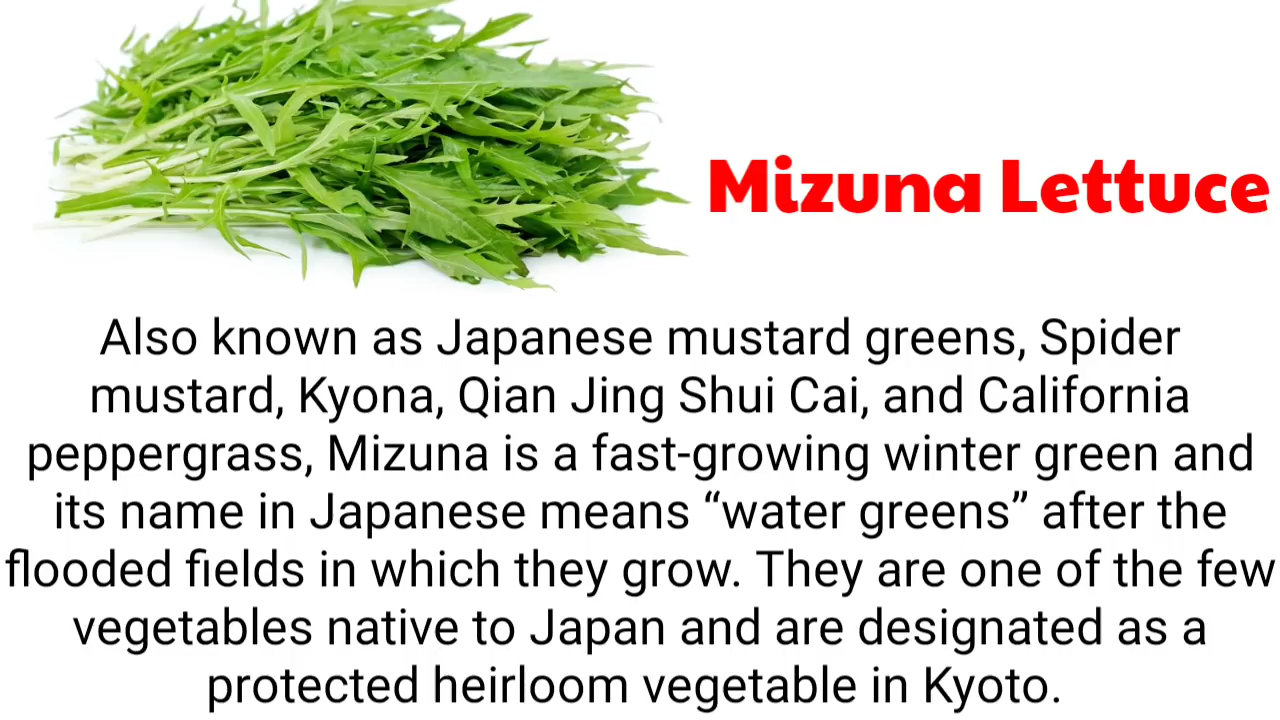 Mizuna Lettuce
Also known as Japanese mustard greens, Spider
mustard, Kyona, Qian Jing Shui Cai, and California
peppergrass, Mizuna is a fast-growing winter green and
its name in Japanese means “water greens” after the
flooded fields in which they grow. They are one of the few
vegetables native to Japan and are designated as a
protected heirloom vegetable in Kyoto.